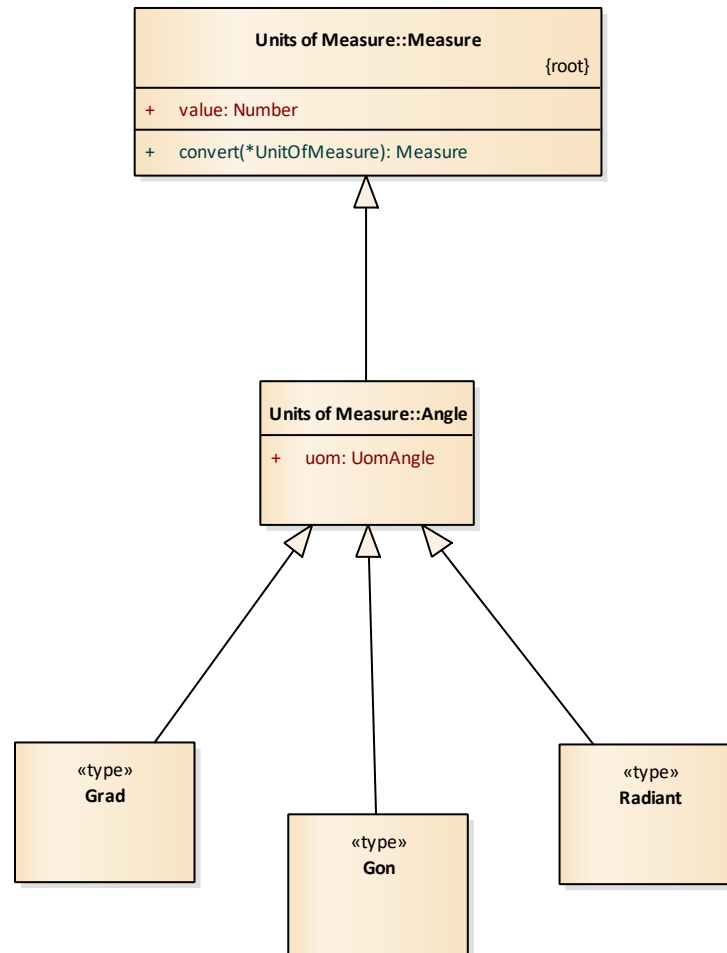 Units of Measure::Measure
{root}
+ value: Number
+ convert(*UnitOfMeasure): Measure
Units of Measure::Angle
+ uom: UomAngle
«type»
Grad
«type»
Gon
«type»
Radiant